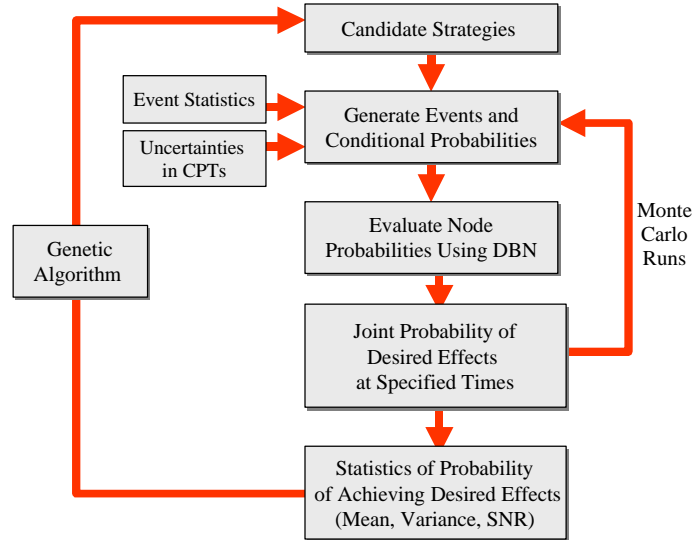 Candidate Strategies
Event Statistics
Generate Events and
Conditional Probabilities
Uncertainties
in CPTs
Monte
Carlo
Runs
Evaluate Node
Probabilities Using DBN
Genetic
Algorithm
Joint Probability of
Desired Effects
at Specified Times
Statistics of Probability
of Achieving Desired Effects
(Mean, Variance, SNR)